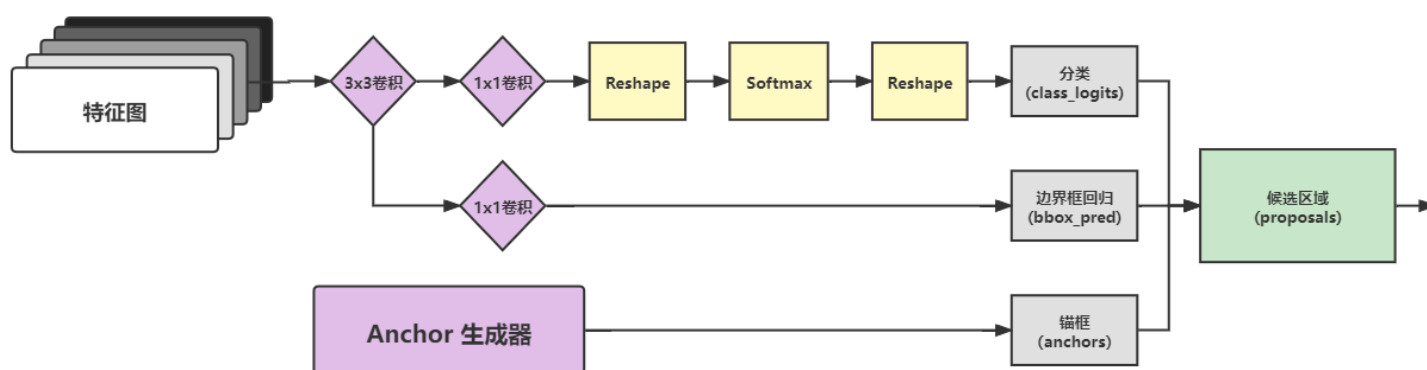 特征图
3x3卷积
1x1卷积
Reshape
Softmax
Reshape
分类
(class_logits)
1x1卷积
边界框回归
(bbox_pred)
候选区域
(proposals)
Anchor 生成器
锚框
(anchors)